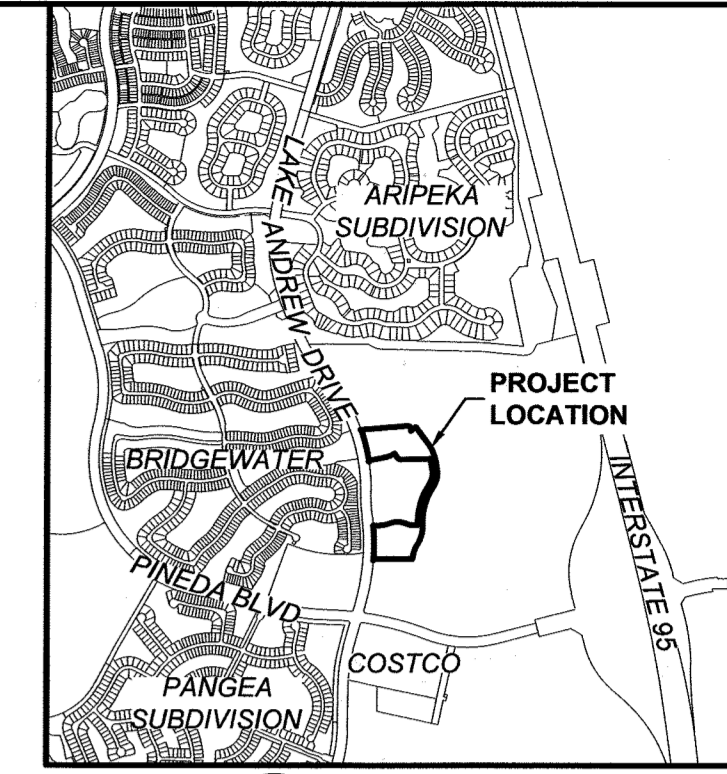 LAKE ANDREW DRIVE
ARIPEKA
SUBDIVISION
PROJECT
LOCATION
BRIDGEWATER
INTERSTATE 95
PINEDA BLVD
COSTCO
PANGEA
SUBDIVISION